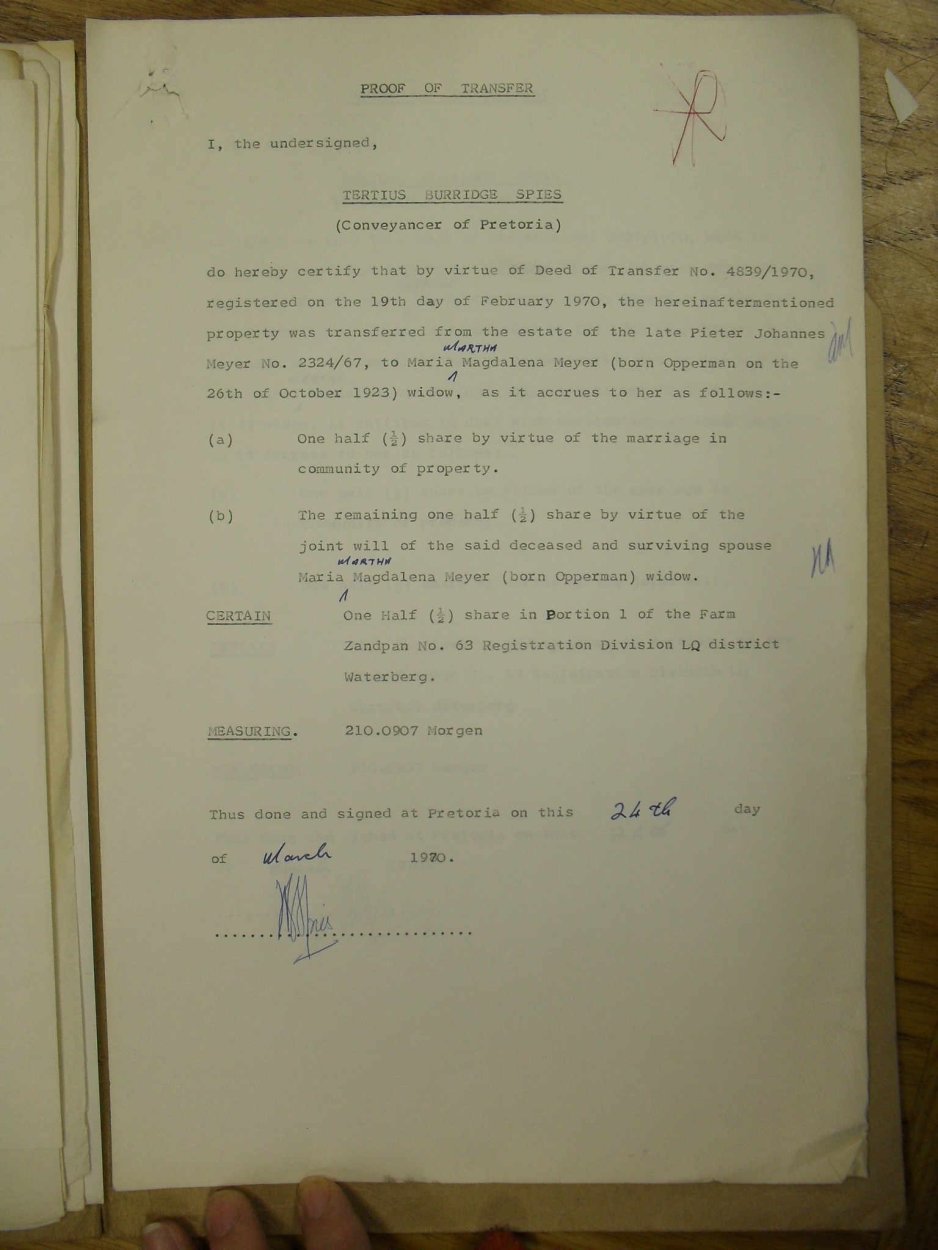 PROOF OF TRANSFER
I, the undersigned,
TERTIUS BURRIDGE SPIES
(Conveyancer of Pretoria)
do hereby certify that by virtue of Deed of Transfer No. 4839/1970,
registered on the 19th day of February 1970, the hereinaftermentioned
property was transferred from the estate of the late Pieter Johannes
MARTHA
Meyer No. 2324/67, to Maria Magdalena Meyer (born Opperman on the
26th of October 1923) widow, as it accrues to her as follows:-
(a) One half (½) share by virtue of the marriage in
community of property.
(b) The remaining one half (½) share by virtue of the
joint will of the said deceased and surviving spouse
MARTHA
Maria Magdalena Meyer (born Opperman) widow.
CERTAIN One Half (½) share in Portion 1 of the Farm
Zandpan No. 63 Registration Division LQ district
Waterberg.
MEASURING. 210.0907 Morgen
Thus done and signed at Pretoria on this 24th day
of March 1970.